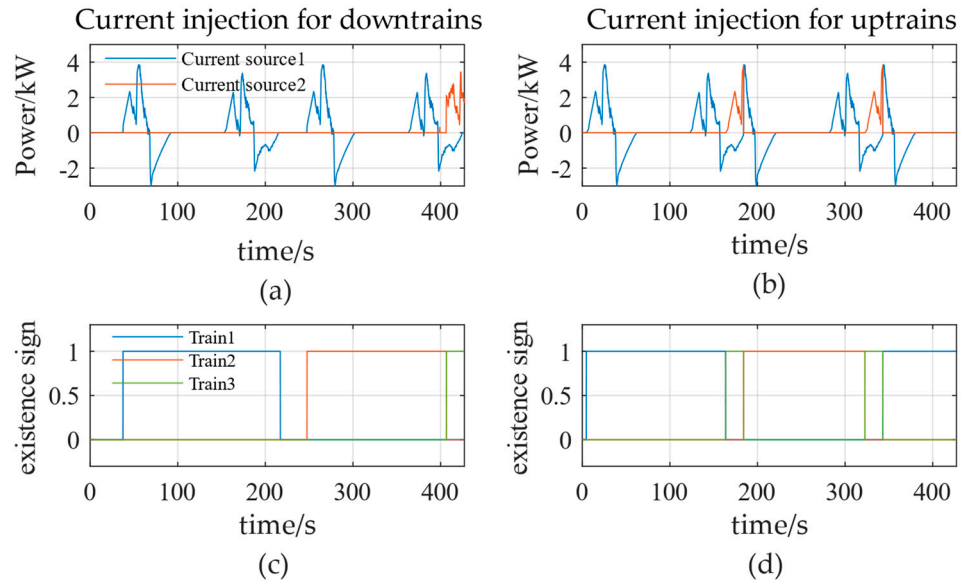 Current injection for downtrains
Current injection for uptrains
Power/kW
4
2
0
-2
Current source1
Current source2
0
100
200
300
400
time/s
(a)
Power/kW
4
2
0
-2
0
100
200
300
400
time/s
(b)
existence sign
1
0.5
0
Train1
Train2
Train3
0
100
200
300
400
time/s
(c)
existence sign
1
0.5
0
0
100
200
300
400
time/s
(d)